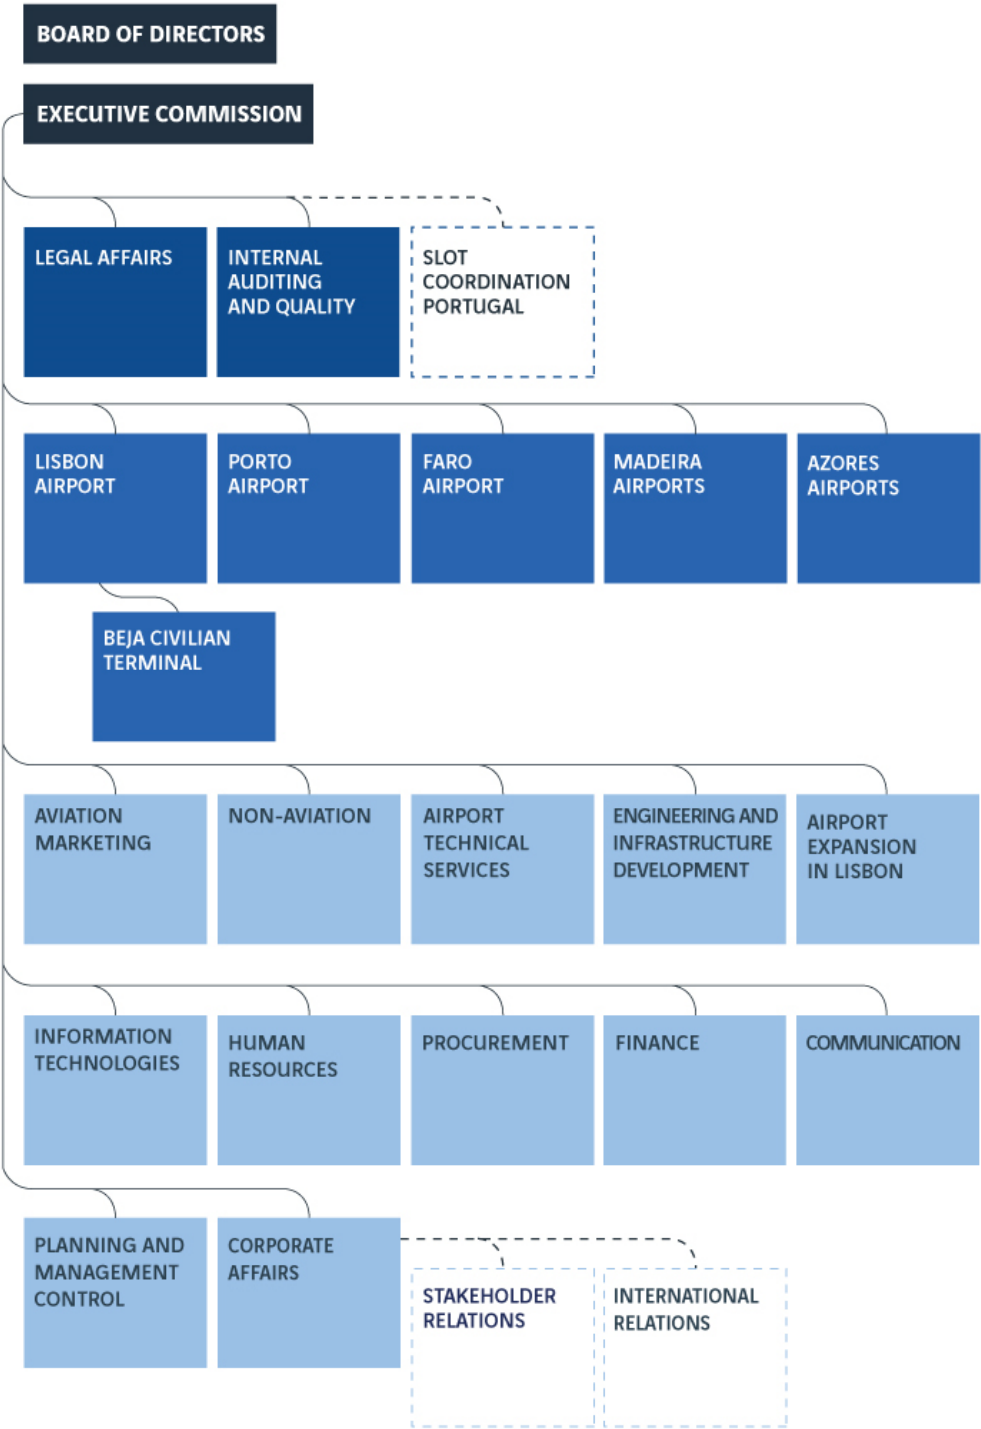 BOARD OF DIRECTORS
EXECUTIVE COMMISSION
LEGAL AFFAIRS
INTERNAL
AUDITING
AND QUALITY
SLOT
COORDINATION
PORTUGAL
LISBON
AIRPORT
PORTO
AIRPORT
FARO
AIRPORT
MADEIRA
AIRPORTS
AZORES
AIRPORTS
BEJA CIVILIAN
TERMINAL
AVIATION
MARKETING
NON-AVIATION
AIRPORT
TECHNICAL
SERVICES
ENGINEERING AND
INFRASTRUCTURE
DEVELOPMENT
AIRPORT
EXPANSION
IN LISBON
INFORMATION
TECHNOLOGIES
HUMAN
RESOURCES
PROCUREMENT
FINANCE
COMMUNICATION
PLANNING AND
MANAGEMENT
CONTROL
CORPORATE
AFFAIRS
STAKEHOLDER
RELATIONS
INTERNATIONAL
RELATIONS